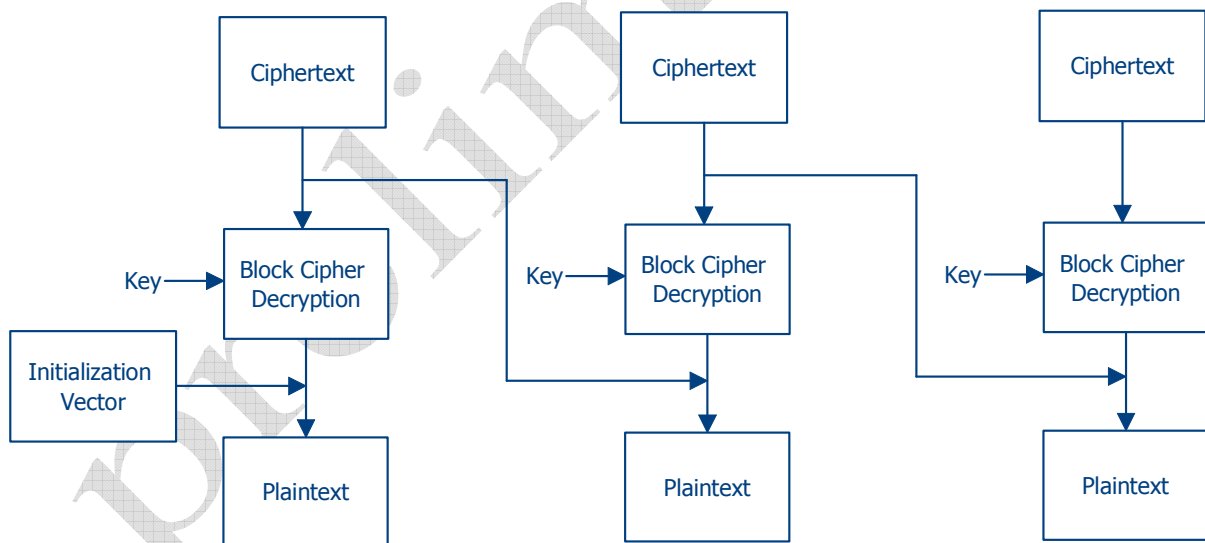 Ciphertext
Ciphertext
Ciphertext
Key
Block Cipher
Decryption
Key
Block Cipher
Decryption
Key
Block Cipher
Decryption
Initialization
Vector
Plaintext
Plaintext
Plaintext